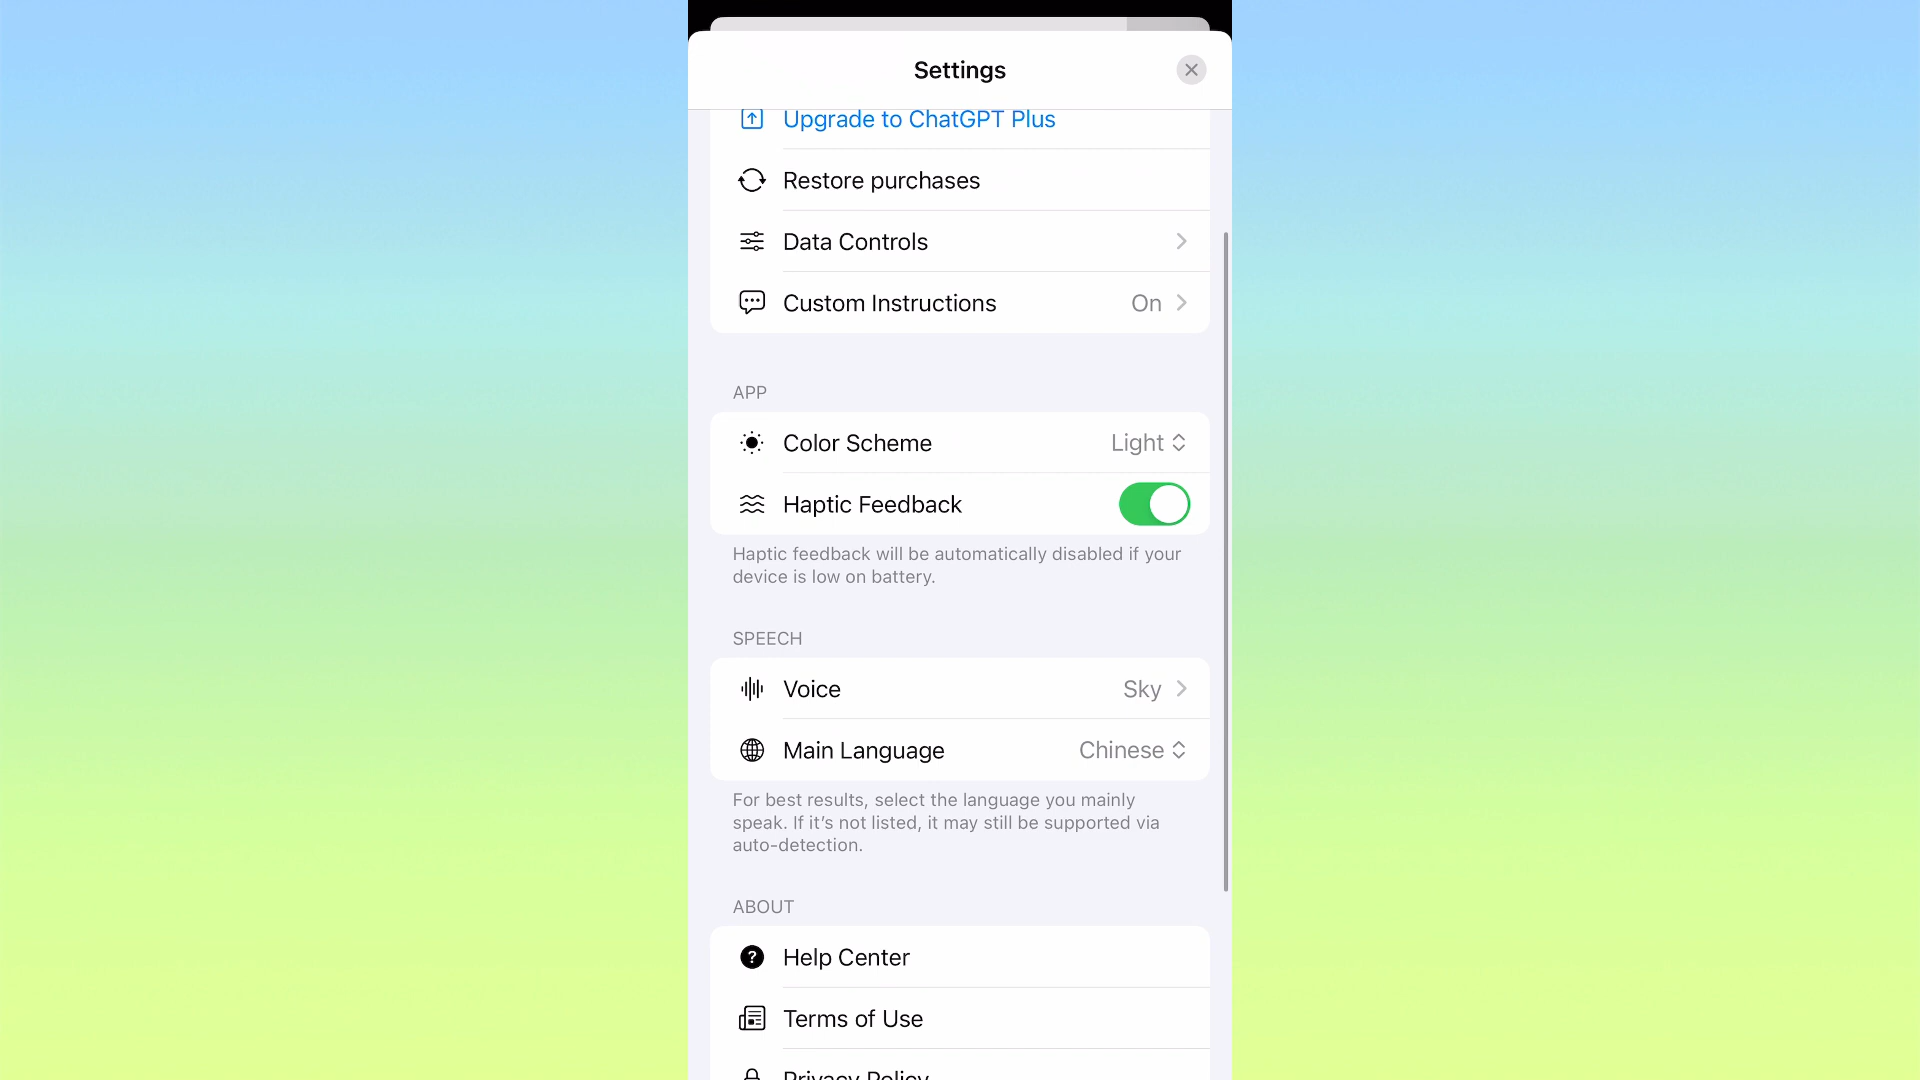 Settings
Upgrade to ChatGPT Plus
Restore purchases
Data Controls
Custom Instructions On
APP
Color Scheme Light
Haptic Feedback
Haptic feedback will be automatically disabled if your
device is low on battery.
SPEECH
Voice Sky
Main Language Chinese
For best results, select the language you mainly
speak. If it’s not listed, it may still be supported via
auto-detection.
ABOUT
Help Center
Terms of Use
Privacy Policy